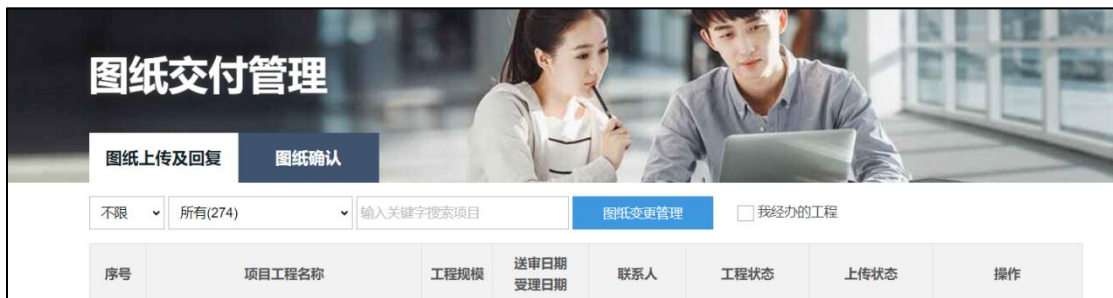 图纸交付管理
图纸上传及回复 图纸确认
不限 所有(274) 输入关键字搜索项目 图纸变更管理 我经办的工程
序号 项目工程名称 工程规模 送审日期 受理日期 联系人 工程状态 上传状态 操作